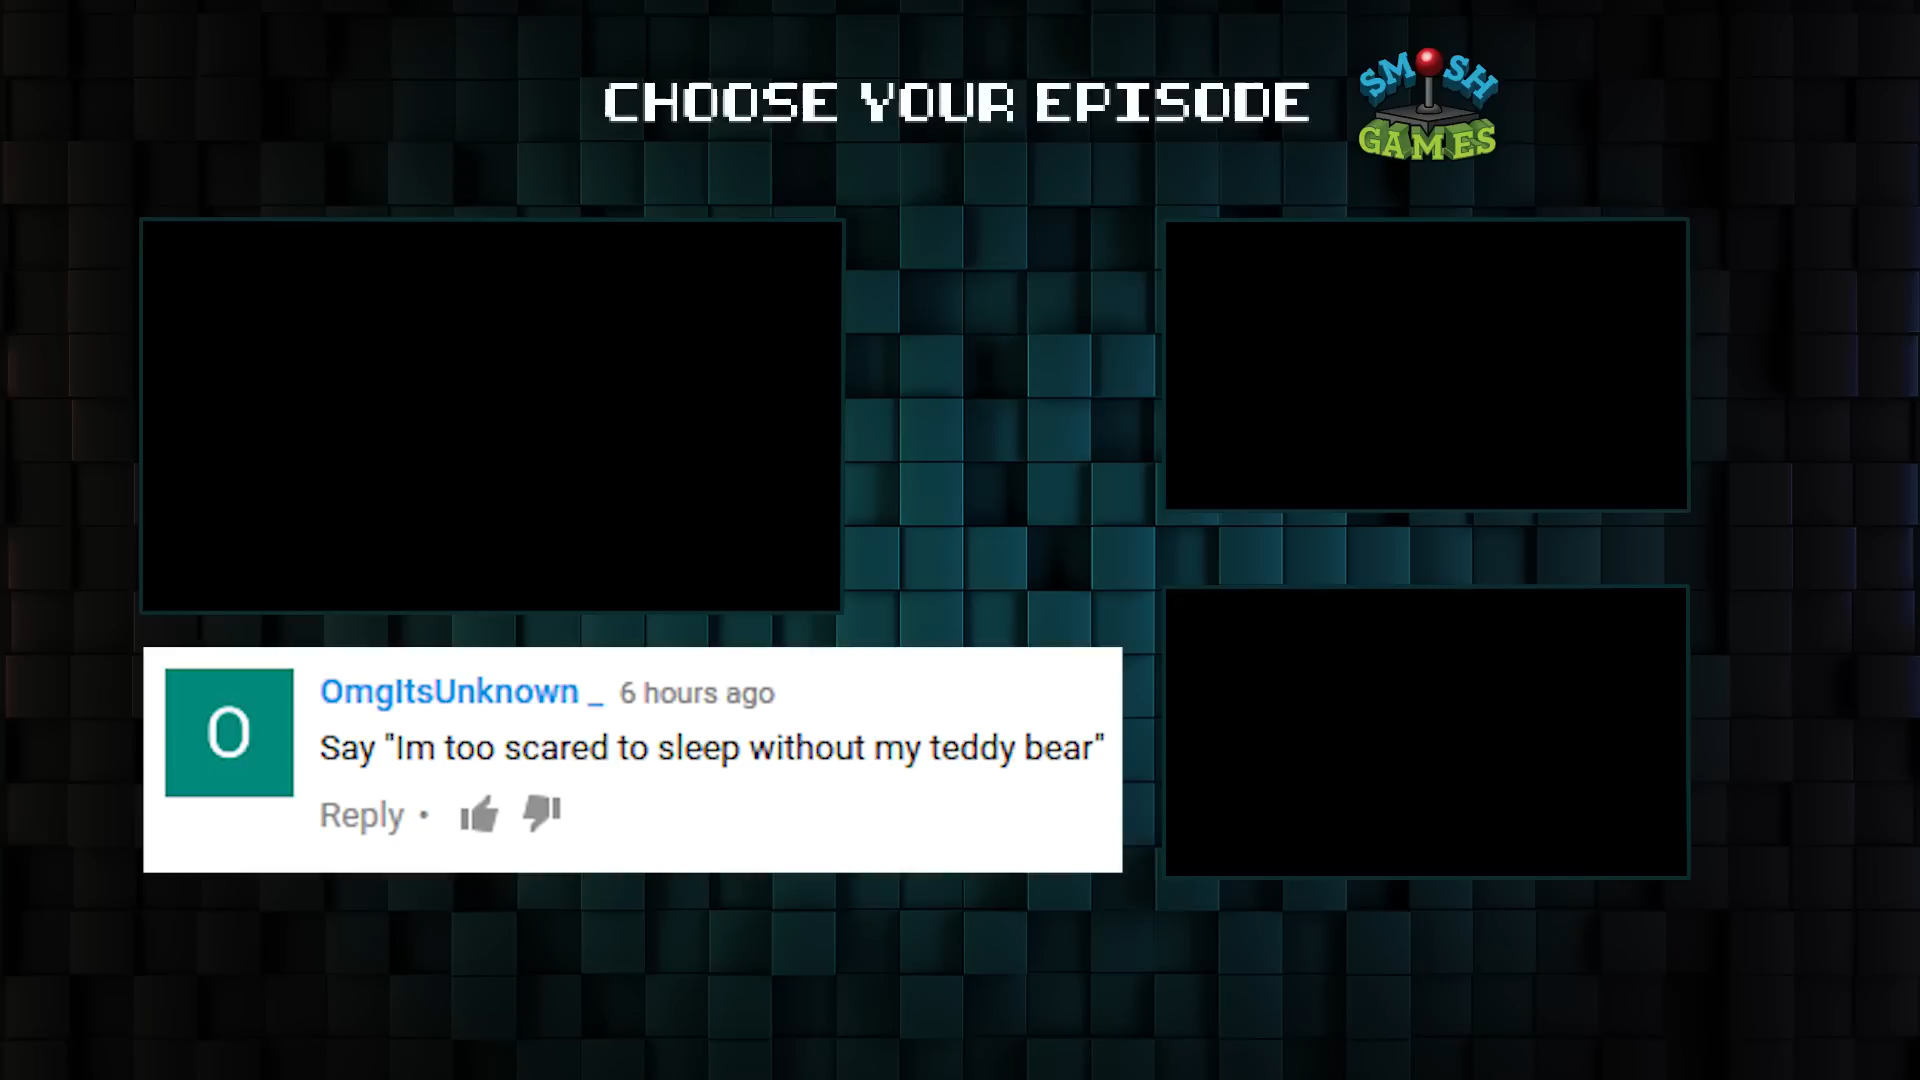 CHOOSE YOUR EPISODE
SMOSH
GAMES
O
OmgItsUnknown _ 6 hours ago
Say "Im too scared to sleep without my teddy bear"
Reply •